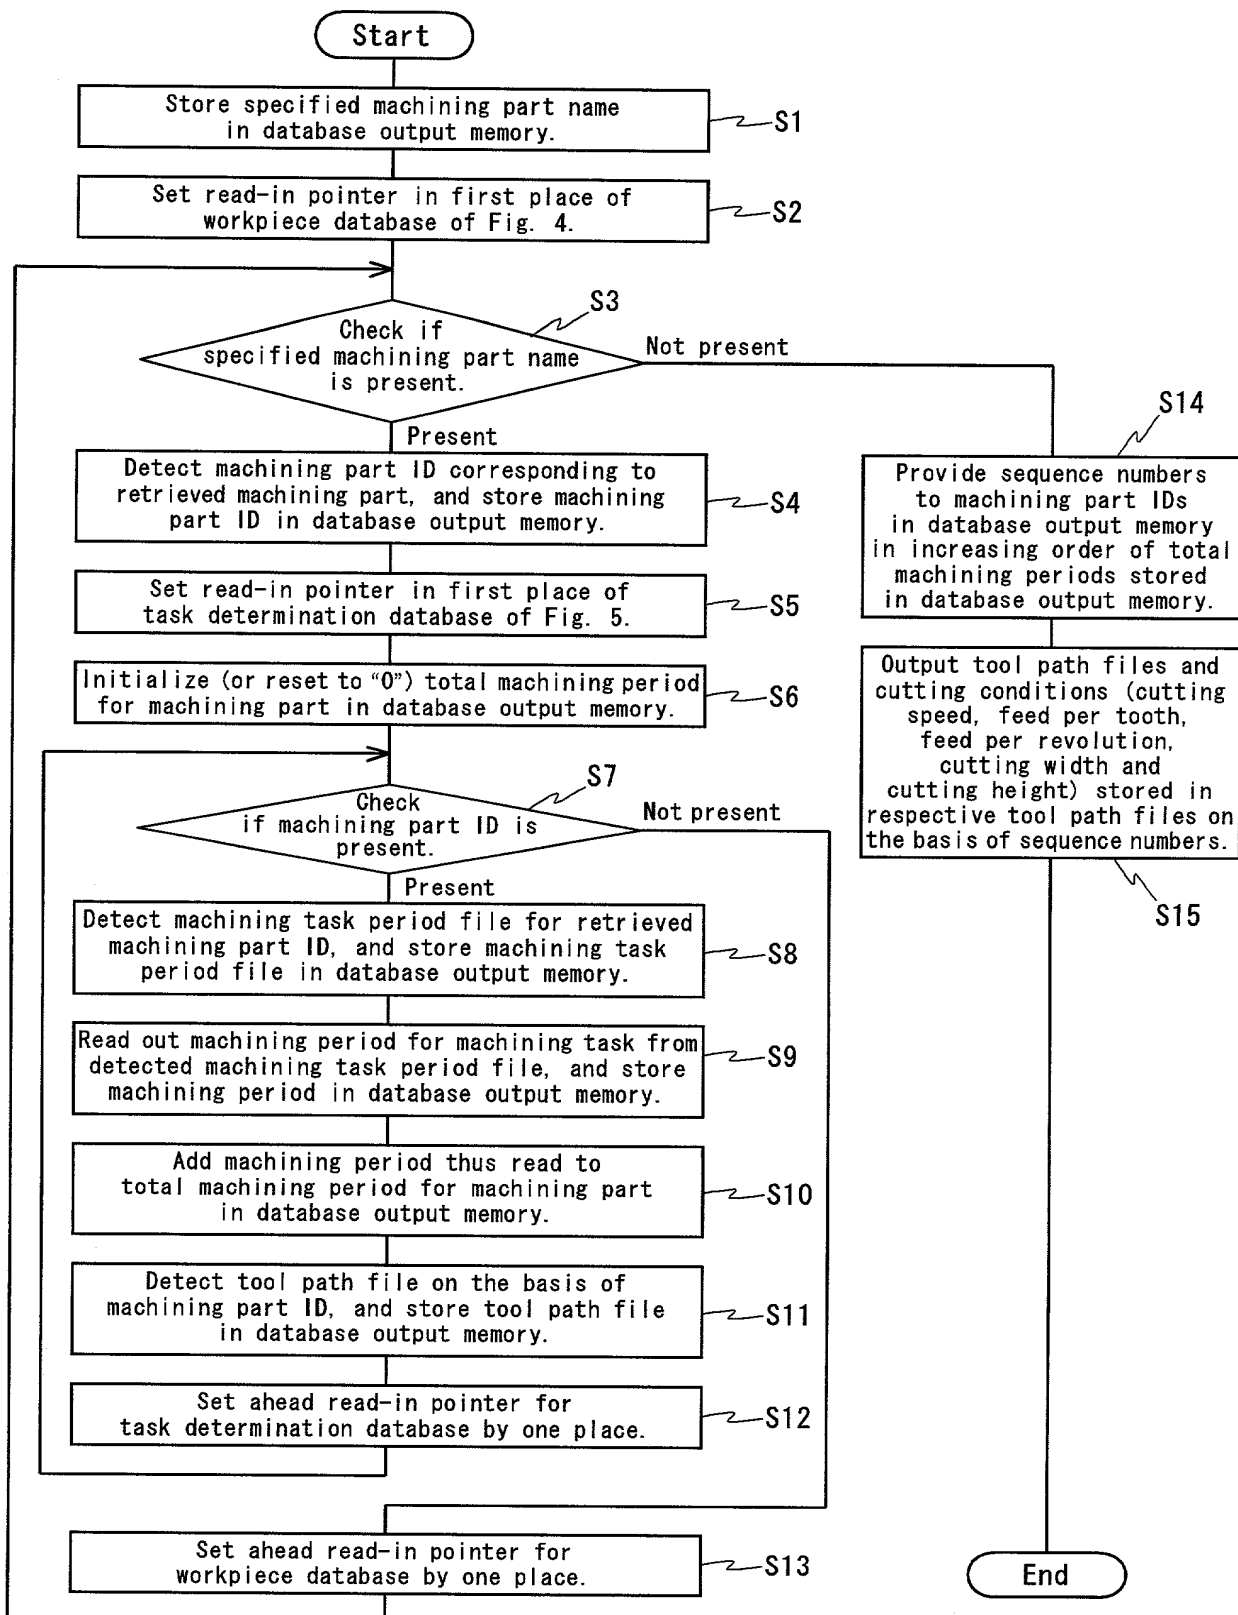 Start
Store specified machining part name
in database output memory.
S1
Set read-in pointer in first place of
workpiece database of Fig. 4.
S2
S3
Check if
specified machining part name
is present.
Not present
Present
Detect machining part ID corresponding to
retrieved machining part, and store machining
part ID in database output memory.
S4
Set read-in pointer in first place of
task determination database of Fig. 5.
S5
Initialize (or reset to "0") total machining period
for machining part in database output memory.
S6
S7
Check
if machining part ID is
present.
Not present
Present
Detect machining task period file for retrieved
machining part ID, and store machining task
period file in database output memory.
S8
Read out machining period for machining task from
detected machining task period file, and store
machining period in database output memory.
S9
Add machining period thus read to
total machining period for machining part
in database output memory.
S10
Detect tool path file on the basis of
machining part ID, and store tool path file
in database output memory.
S11
Set ahead read-in pointer for
task determination database by one place.
S12
Set ahead read-in pointer for
workpiece database by one place.
S13
S14
Provide sequence numbers
to machining part IDs
in database output memory
in increasing order of total
machining periods stored
in database output memory.
Output tool path files and
cutting conditions (cutting
speed, feed per tooth,
feed per revolution,
cutting width and
cutting height) stored in
respective tool path files on
the basis of sequence numbers.
S15
End